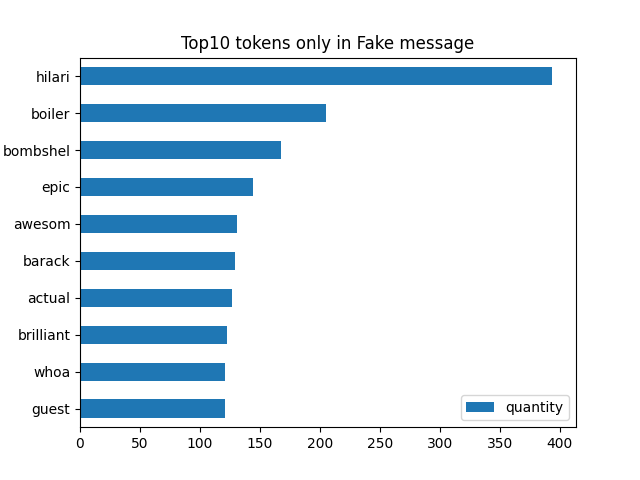 Top10 tokens only in Fake message
hilari
boiler
bombshel
epic
awesom
barack
actual
brilliant
whoa
guest
quantity
0 50 100 150 200 250 300 350 400